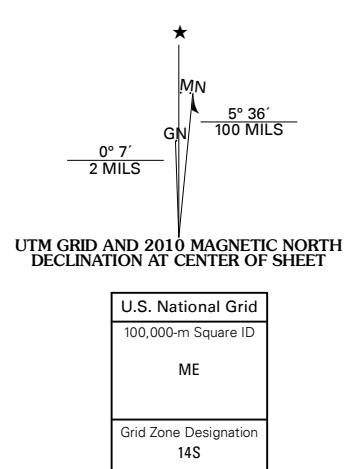 ★
MN
GN
5° 36´
100 MILS
0° 7´
2 MILS
UTM GRID AND 2010 MAGNETIC NORTH
DECLINATION AT CENTER OF SHEET
U.S. National Grid
100,000-m Square ID
ME
Grid Zone Designation
14S